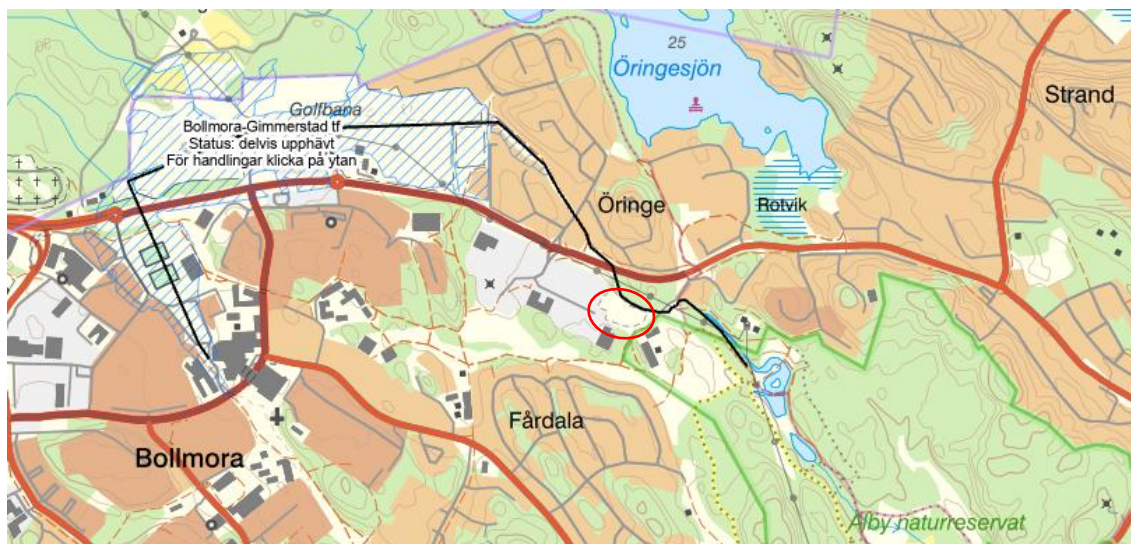 25
Öringesjön
Strand
Golfbana
Bollmora-Gimmerstad tf
Status: delvis upphävt
För handlingar klicka på ytan
Öringe
Rotvik
Fårdala
Bollmora
Alby naturreservat